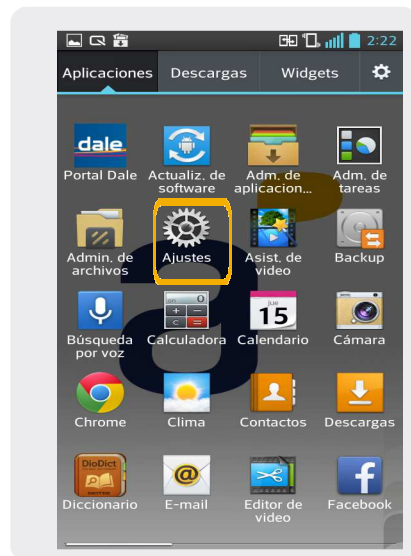 2:22
Aplicaciones Descargas Widgets
dale
Portal Dale Actualiz. de software Adm. de aplicacion... Adm. de tareas
Admin. de archivos Ajustes Asist. de video Backup
on 0
+ −
C =
jue
15
Búsqueda por voz Calculadora Calendario Cámara
Chrome Clima Contactos Descargas
DioDict
@
f
Diccionario E-mail Editor de video Facebook